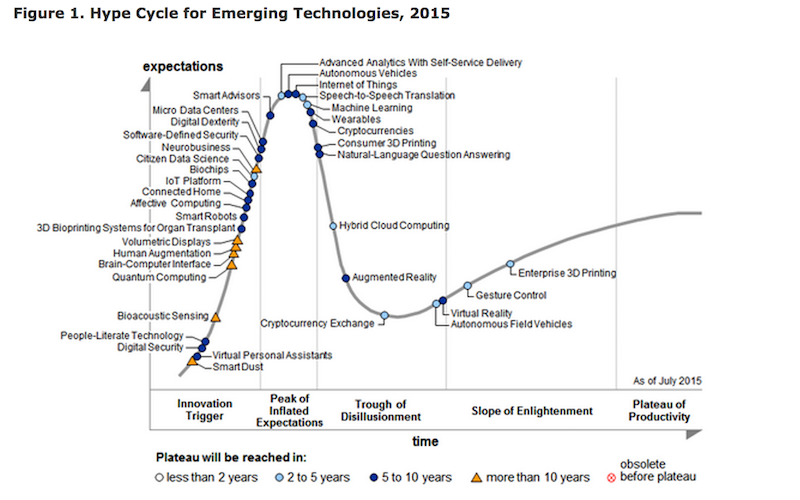 Figure 1. Hype Cycle for Emerging Technologies, 2015
expectations
Advanced Analytics With Self-Service Delivery
Autonomous Vehicles
Internet of Things
Speech-to-Speech Translation
Machine Learning
Wearables
Cryptocurrencies
Consumer 3D Printing
Natural-Language Question Answering
Smart Advisors
Micro Data Centers
Digital Dexterity
Software-Defined Security
Neurobusiness
Citizen Data Science
Biochips
IoT Platform
Connected Home
Affective Computing
Smart Robots
3D Bioprinting Systems for Organ Transplant
Volumetric Displays
Human Augmentation
Brain-Computer Interface
Quantum Computing
Bioacoustic Sensing
People-Literate Technology
Digital Security
Virtual Personal Assistants
Smart Dust
Hybrid Cloud Computing
Augmented Reality
Cryptocurrency Exchange
Enterprise 3D Printing
Gesture Control
Virtual Reality
Autonomous Field Vehicles
As of July 2015
Innovation
Trigger
Peak of
Inflated
Expectations
Trough of
Disillusionment
Slope of Enlightenment
Plateau of
Productivity
time
Plateau will be reached in:
less than 2 years
2 to 5 years
5 to 10 years
more than 10 years
obsolete
before plateau